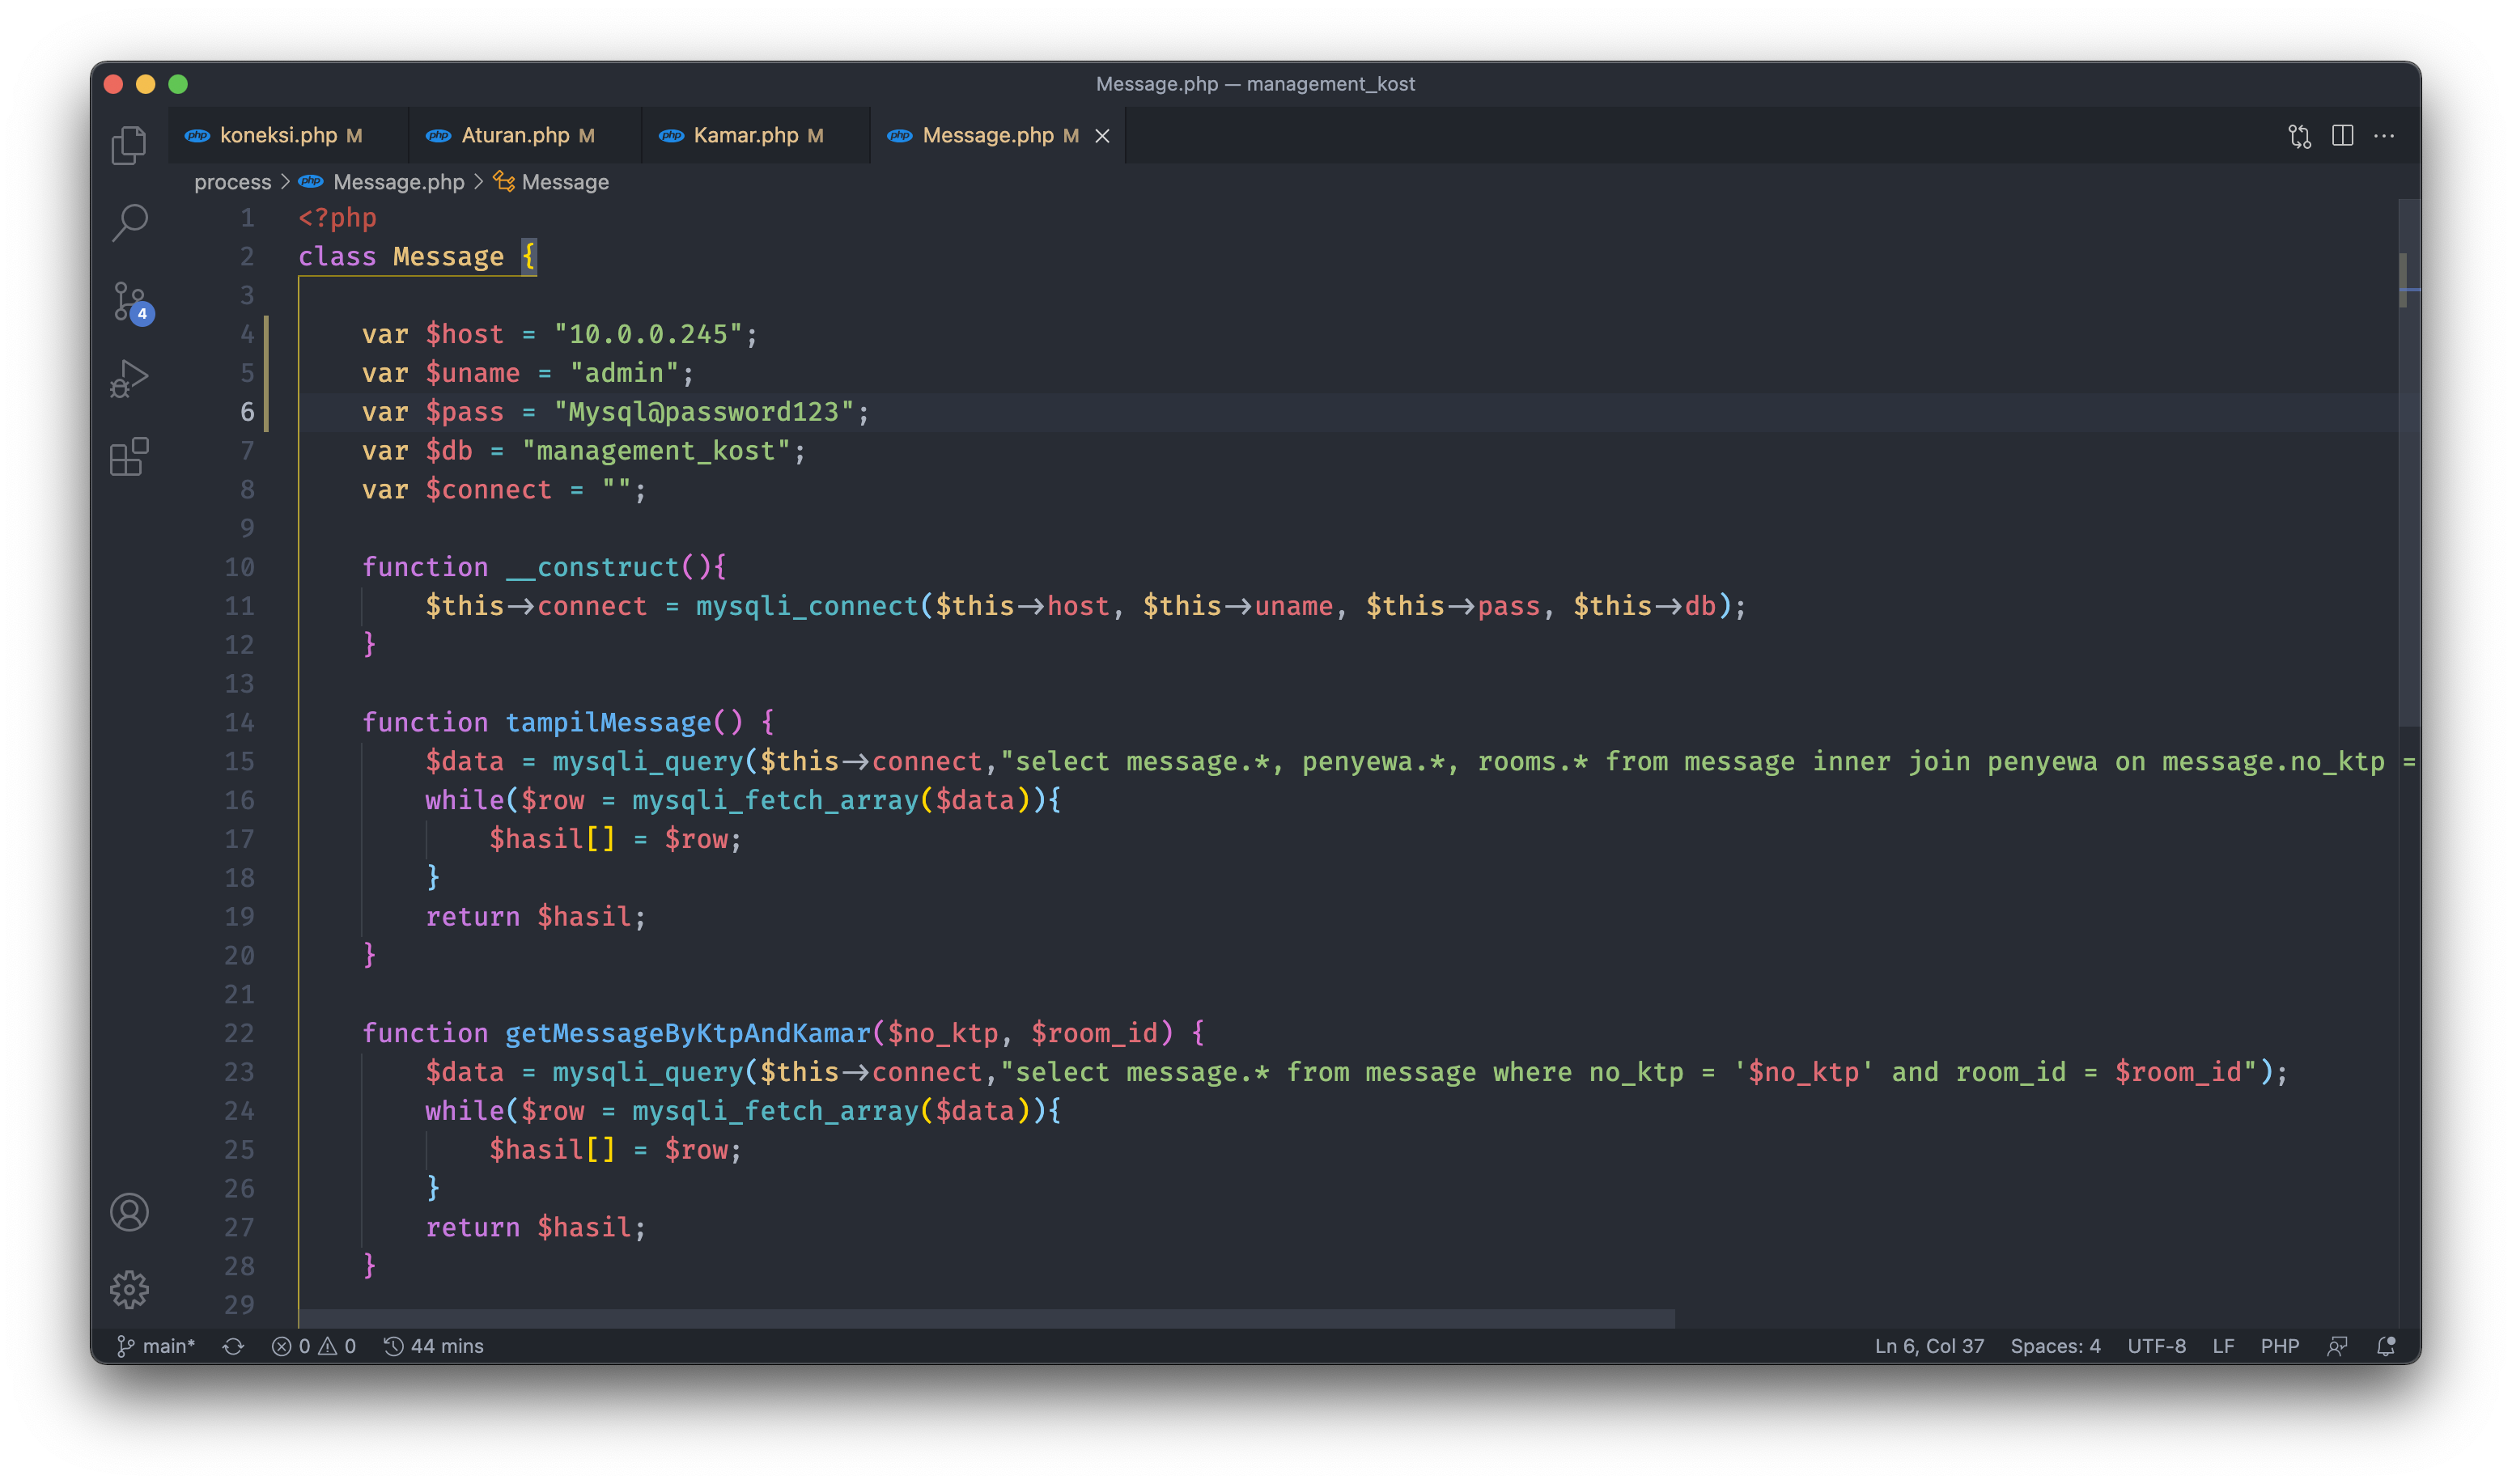 Message.php — management_kost
php koneksi.php M php Aturan.php M php Kamar.php M php Message.php M
process > php Message.php > Message
4
1 <?php
2 class Message {
3
4 var $host = "10.0.0.245";
5 var $uname = "admin";
6 var $pass = "Mysql@password123";
7 var $db = "management_kost";
8 var $connect = "";
9
10 function __construct(){
11 $this->connect = mysqli_connect($this->host, $this->uname, $this->pass, $this->db);
12 }
13
14 function tampilMessage() {
15 $data = mysqli_query($this->connect,"select message.*, penyewa.*, rooms.* from message inner join penyewa on message.no_ktp =
16 while($row = mysqli_fetch_array($data)){
17 $hasil[] = $row;
18 }
19 return $hasil;
20 }
21
22 function getMessageByKtpAndKamar($no_ktp, $room_id) {
23 $data = mysqli_query($this->connect,"select message.* from message where no_ktp = '$no_ktp' and room_id = $room_id");
24 while($row = mysqli_fetch_array($data)){
25 $hasil[] = $row;
26 }
27 return $hasil;
28 }
29
main* 0 0 44 mins Ln 6, Col 37 Spaces: 4 UTF-8 LF PHP